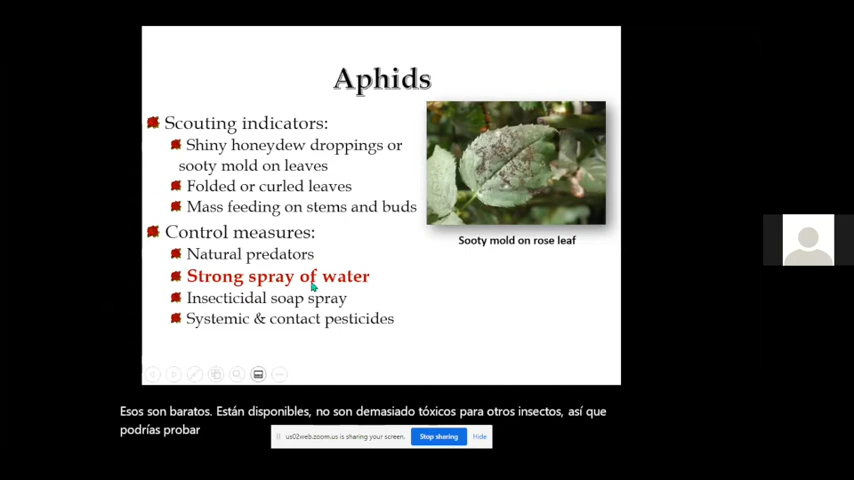 Aphids
Scouting indicators:
Shiny honeydew droppings or
sooty mold on leaves
Folded or curled leaves
Mass feeding on stems and buds
Control measures:
Natural predators
Strong spray of water
Insecticidal soap spray
Systemic & contact pesticides
Sooty mold on rose leaf
Esos son baratos. Están disponibles, no son demasiado tóxicos para otros insectos, así que
podrías probar
us02web.zoom.us is sharing your screen.
Stop sharing
Hide